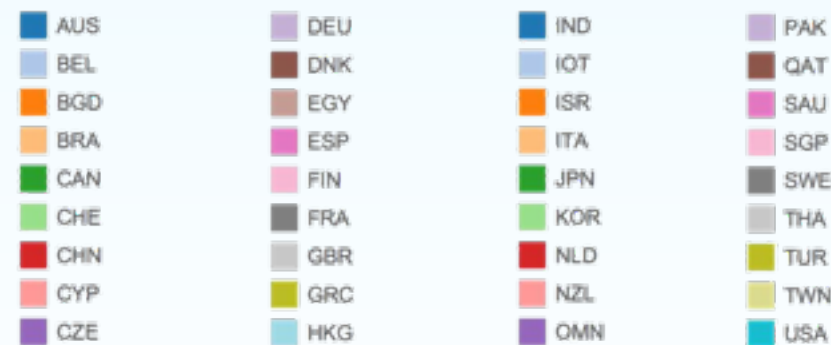 AUS DEU IND PAK
BEL DNK IOT QAT
BGD EGY ISR SAU
BRA ESP ITA SGP
CAN FIN JPN SWE
CHE FRA KOR THA
CHN GBR NLD TUR
CYP GRC NZL TWN
CZE HKG OMN USA